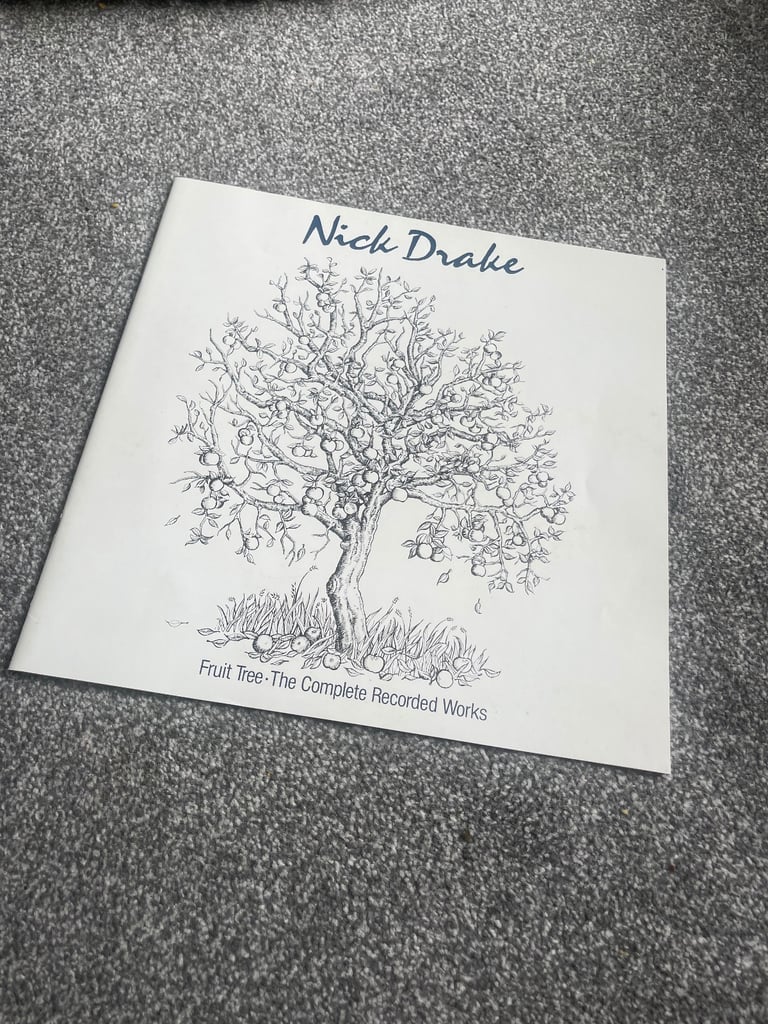 Nick Drake
Fruit Tree·The Complete Recorded Works